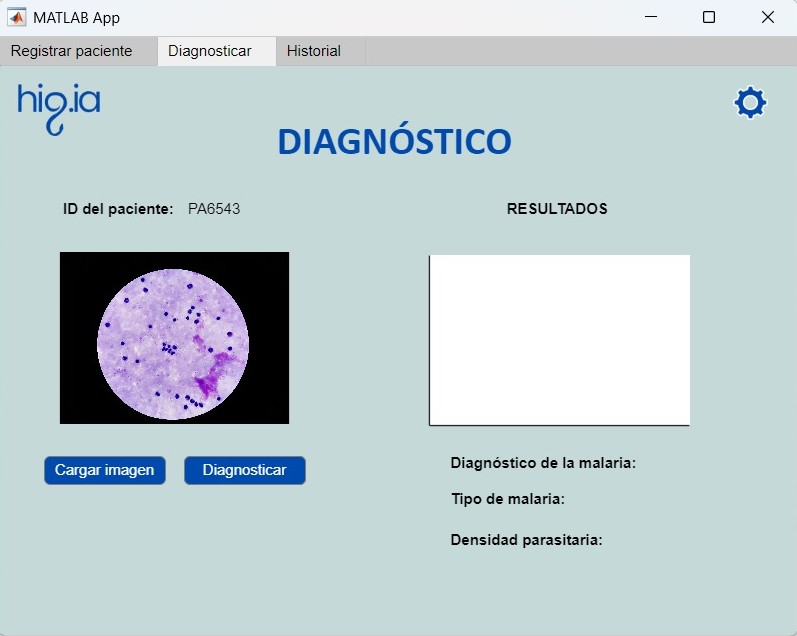 MATLAB App
Registrar paciente Diagnosticar Historial
hig.ia
DIAGNÓSTICO
ID del paciente: PA6543
RESULTADOS
Cargar imagen Diagnosticar
Diagnóstico de la malaria:
Tipo de malaria:
Densidad parasitaria: